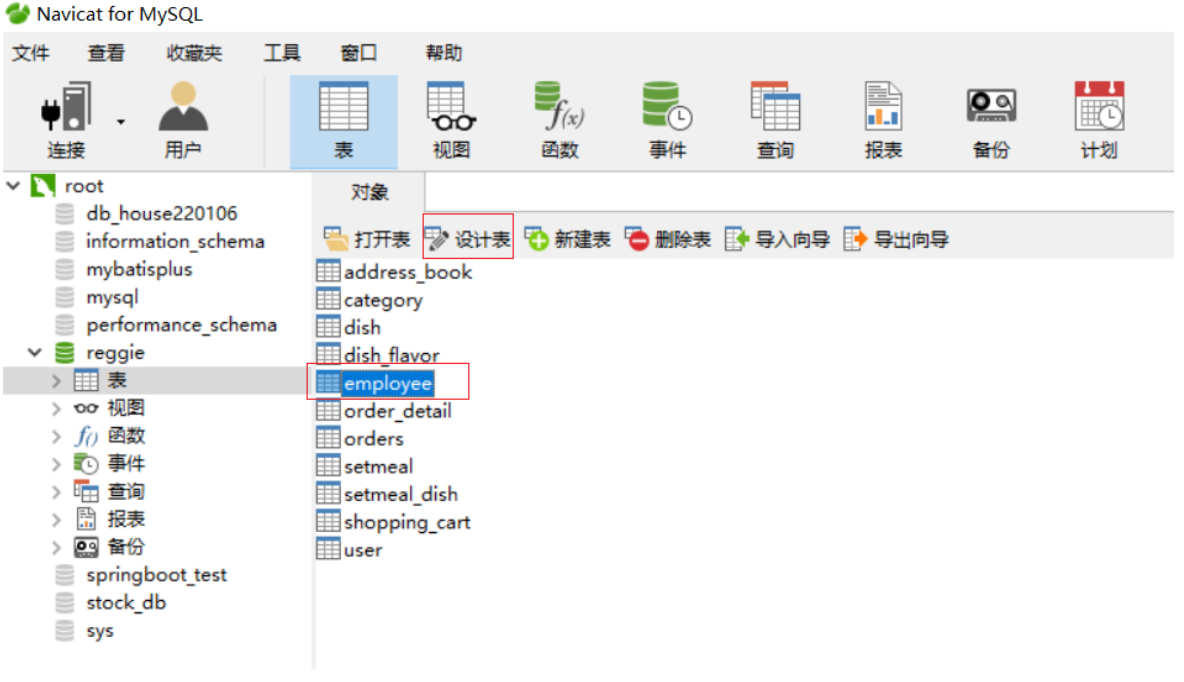 Navicat for MySQL
文件 查看 收藏夹 工具 窗口 帮助
f(x)
连接 用户 表 视图 函数 事件 查询 报表 备份 计划
root
db_house220106
information_schema
mybatisplus
mysql
performance_schema
reggie
表
视图
f() 函数
事件
查询
报表
备份
springboot_test
stock_db
sys
对象
打开表 设计表 新建表 删除表 导入向导 导出向导
address_book
category
dish
dish_flavor
employee
order_detail
orders
setmeal
setmeal_dish
shopping_cart
user